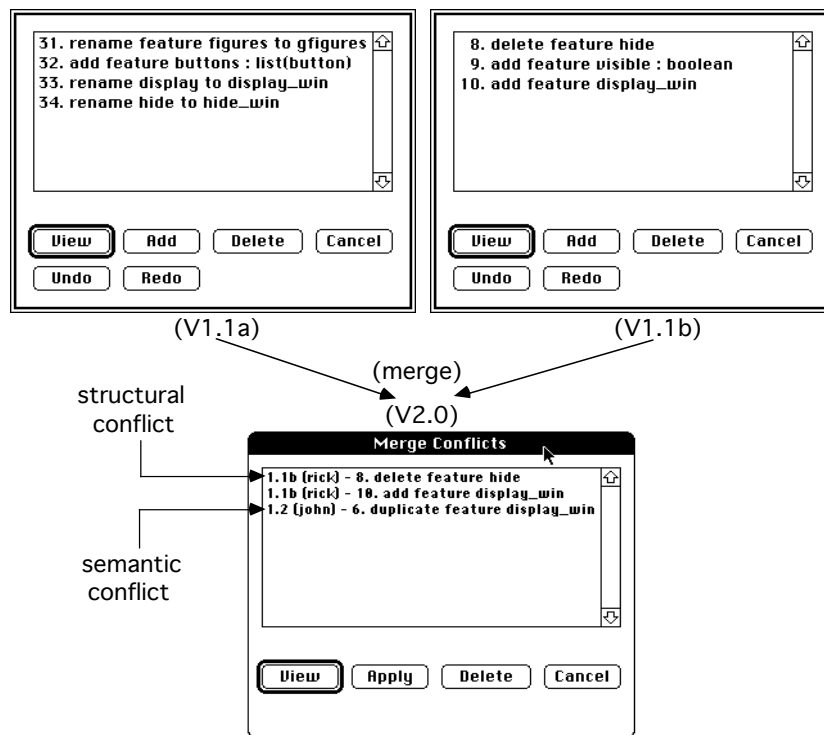 31. rename feature figures to gfigures
32. add feature buttons : list(button)
33. rename display to display_win
34. rename hide to hide_win
View Add Delete Cancel
Undo Redo
(V1.1a)
8. delete feature hide
9. add feature visible : boolean
10. add feature display_win
View Add Delete Cancel
Undo Redo
(V1.1b)
(merge)
(V2.0)
structural
conflict
semantic
conflict
Merge Conflicts
1.1b (rick) - 8. delete feature hide
1.1b (rick) - 10. add feature display_win
1.2 (john) - 6. duplicate feature display_win
View Apply Delete Cancel